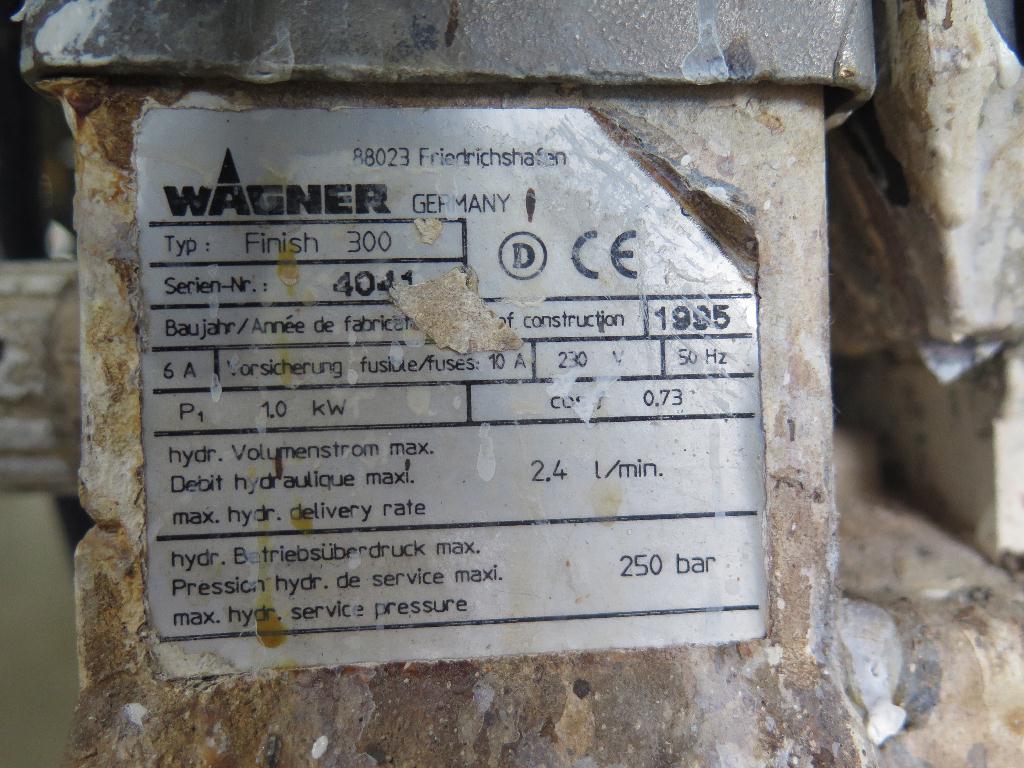 88023 Friedrichshafen
WAGNER GERMANY
Typ: Finish 300
D CE
Serien-Nr.: 4041
Baujahr/Année de fabricat of construction 1995
6 A Vorsicherung fusible/fuses: 10 A 230 V 50 Hz
P1 1.0 kW cos 0.73
hydr. Volumenstrom max.
Debit hydraulique maxi. 2.4 l/min.
max. hydr. delivery rate
hydr. Betriebsüberdruck max.
Pression hydr. de service maxi. 250 bar
max. hydr. service pressure